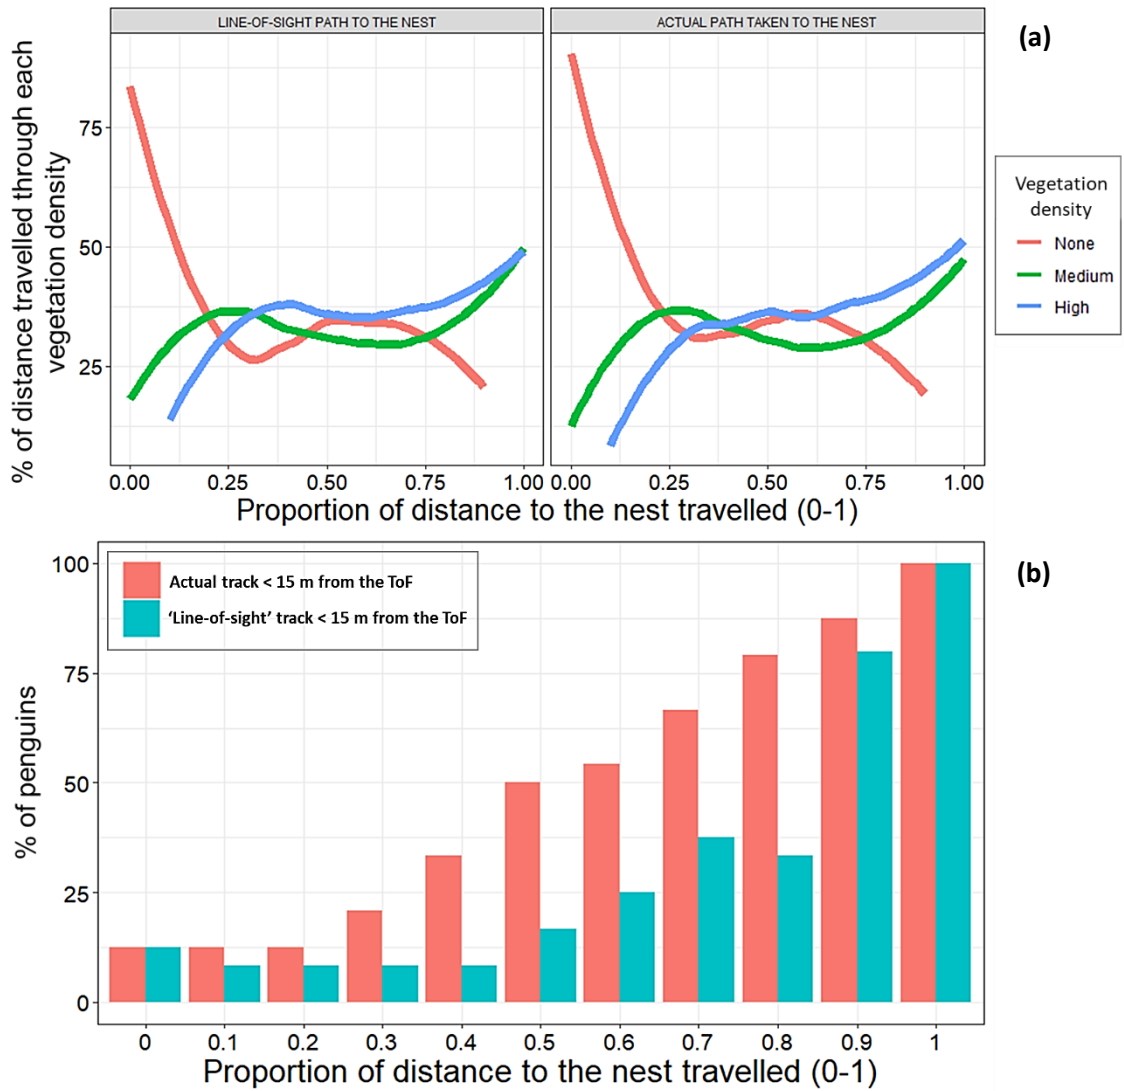 LINE-OF-SIGHT PATH TO THE NEST
ACTUAL PATH TAKEN TO THE NEST
(a)
% of distance travelled through each
vegetation density
75
50
25
0.00 0.25 0.50 0.75 1.00
0.00 0.25 0.50 0.75 1.00
Proportion of distance to the nest travelled (0-1)
Vegetation
density
None
Medium
High
(b)
Actual track < 15 m from the ToF
‘Line-of-sight’ track < 15 m from the ToF
% of penguins
100
75
50
25
0
0 0.1 0.2 0.3 0.4 0.5 0.6 0.7 0.8 0.9 1
Proportion of distance to the nest travelled (0-1)